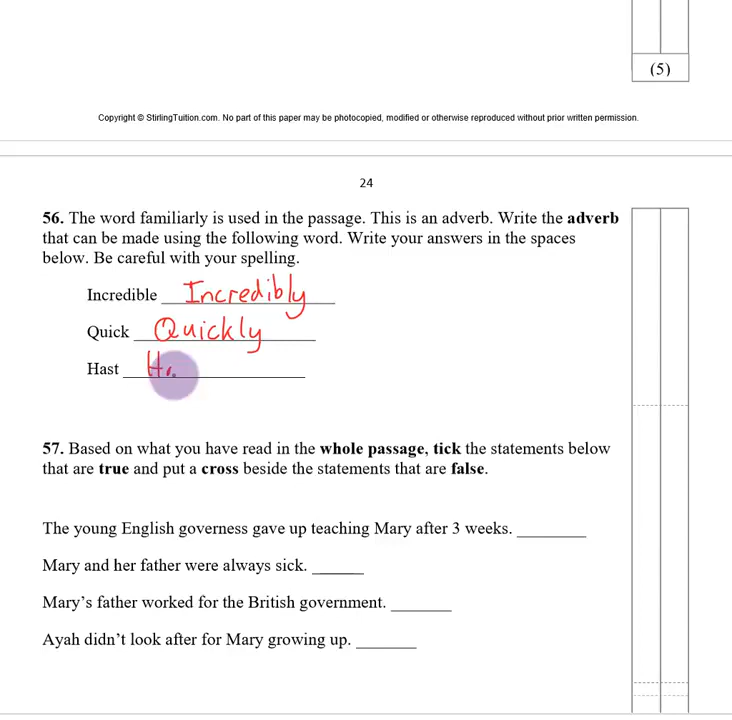 (5)
Copyright © StirlingTuition.com. No part of this paper may be photocopied, modified or otherwise reproduced without prior written permission.
24
56. The word familiarly is used in the passage. This is an adverb. Write the adverb
that can be made using the following word. Write your answers in the spaces
below. Be careful with your spelling.
Incredible Incredibly
Quick Quickly
Hast
57. Based on what you have read in the whole passage, tick the statements below
that are true and put a cross beside the statements that are false.
The young English governess gave up teaching Mary after 3 weeks.
Mary and her father were always sick.
Mary's father worked for the British government.
Ayah didn't look after for Mary growing up.